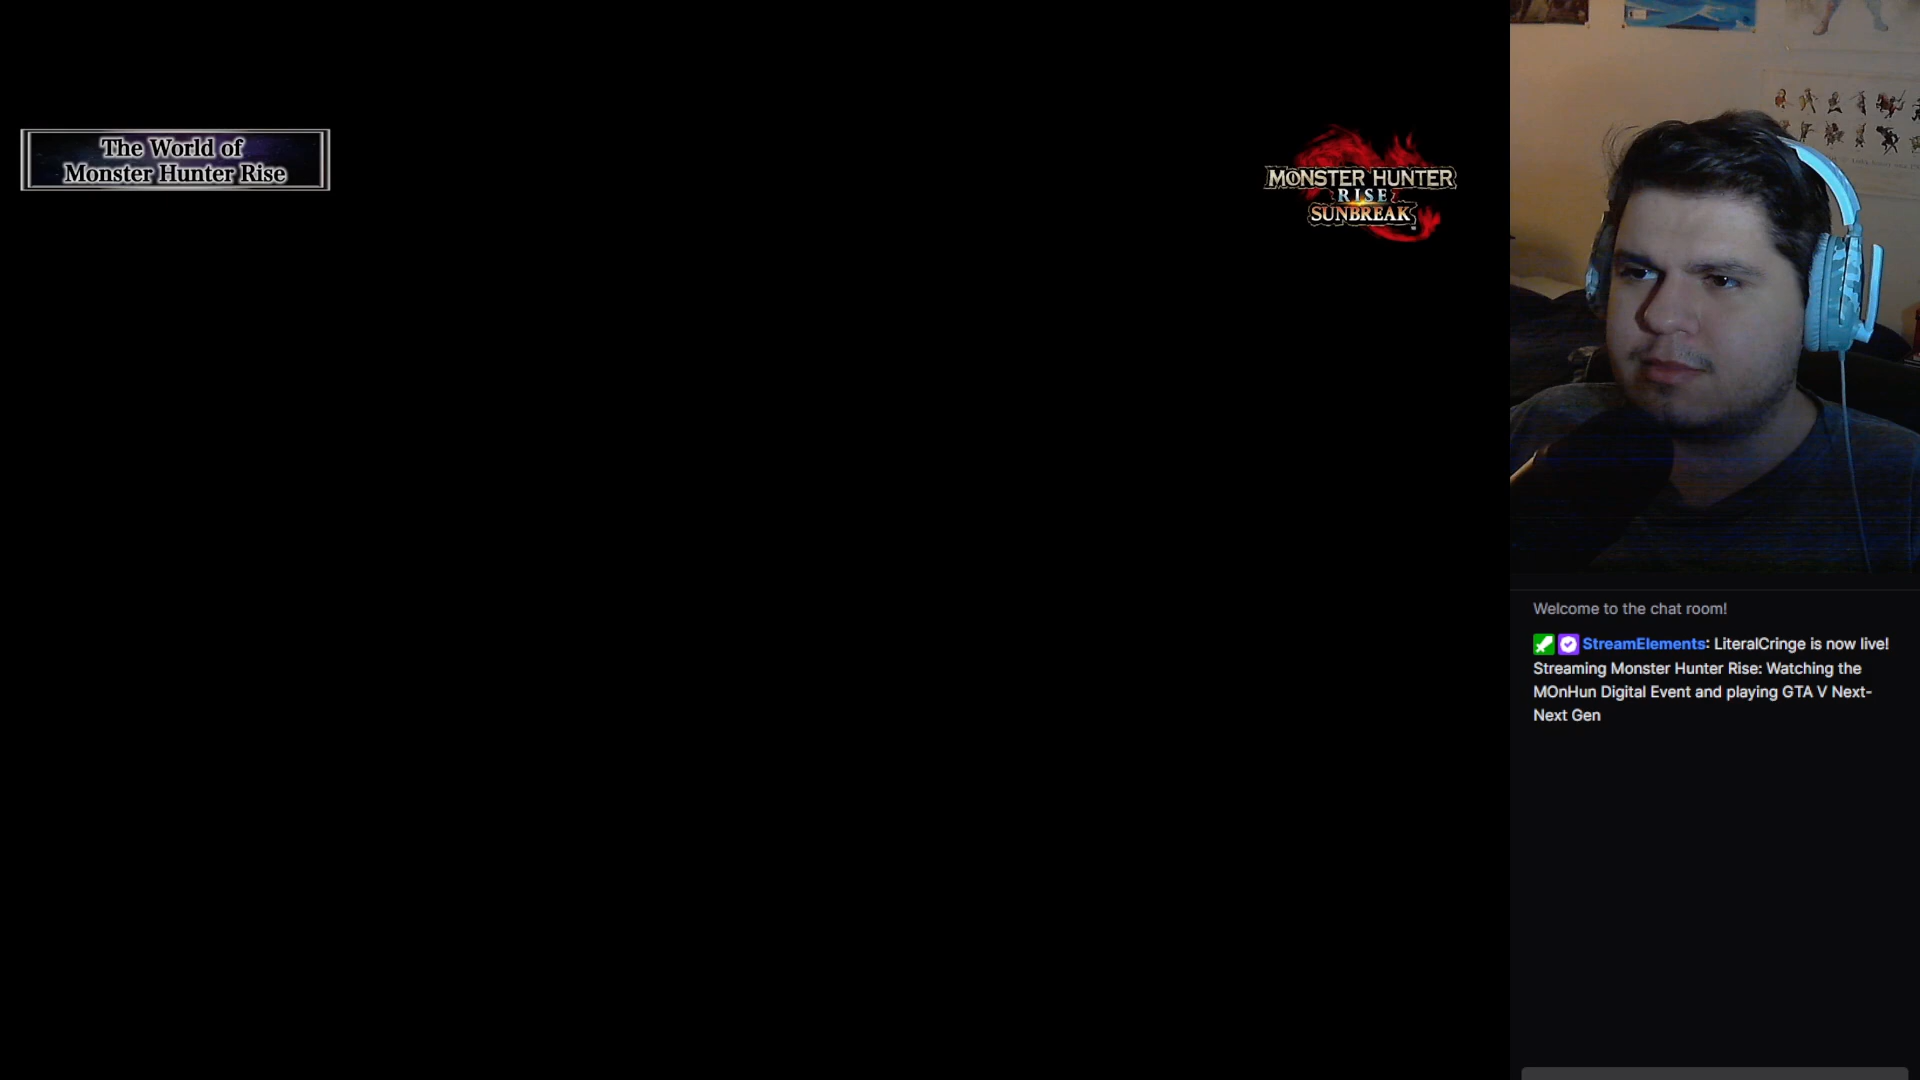 The World of
Monster Hunter Rise
MONSTER HUNTER
RISE
SUNBREAK
Welcome to the chat room!
StreamElements: LiteralCringe is now live!
Streaming Monster Hunter Rise: Watching the
MOnHun Digital Event and playing GTA V Next-
Next Gen